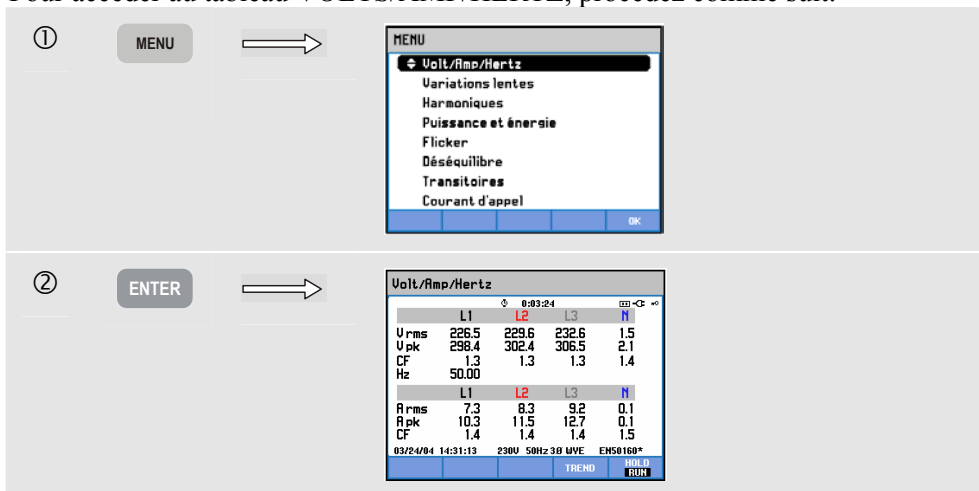 Pour accéder au tableau VOLTS/AMP/HERTZ, procédez comme suit:
①
MENU
MENU
Volt/Amp/Hertz
Variations lentes
Harmoniques
Puissance et énergie
Flicker
Déséquilibre
Transitoires
Courant d'appel
OK
②
ENTER
Volt/Amp/Hertz
0:03:24
L1 L2 L3 N
V rms 226.5 229.6 232.6 1.5
V pk 298.4 302.4 306.5 2.1
CF 1.3 1.3 1.3 1.4
Hz 50.00
L1 L2 L3 N
A rms 7.3 8.3 9.2 0.1
A pk 10.3 11.5 12.7 0.1
CF 1.4 1.4 1.4 1.5
03/24/04 14:31:13 230V 50Hz 3Ø WYE EN50160*
TREND HOLD
RUN